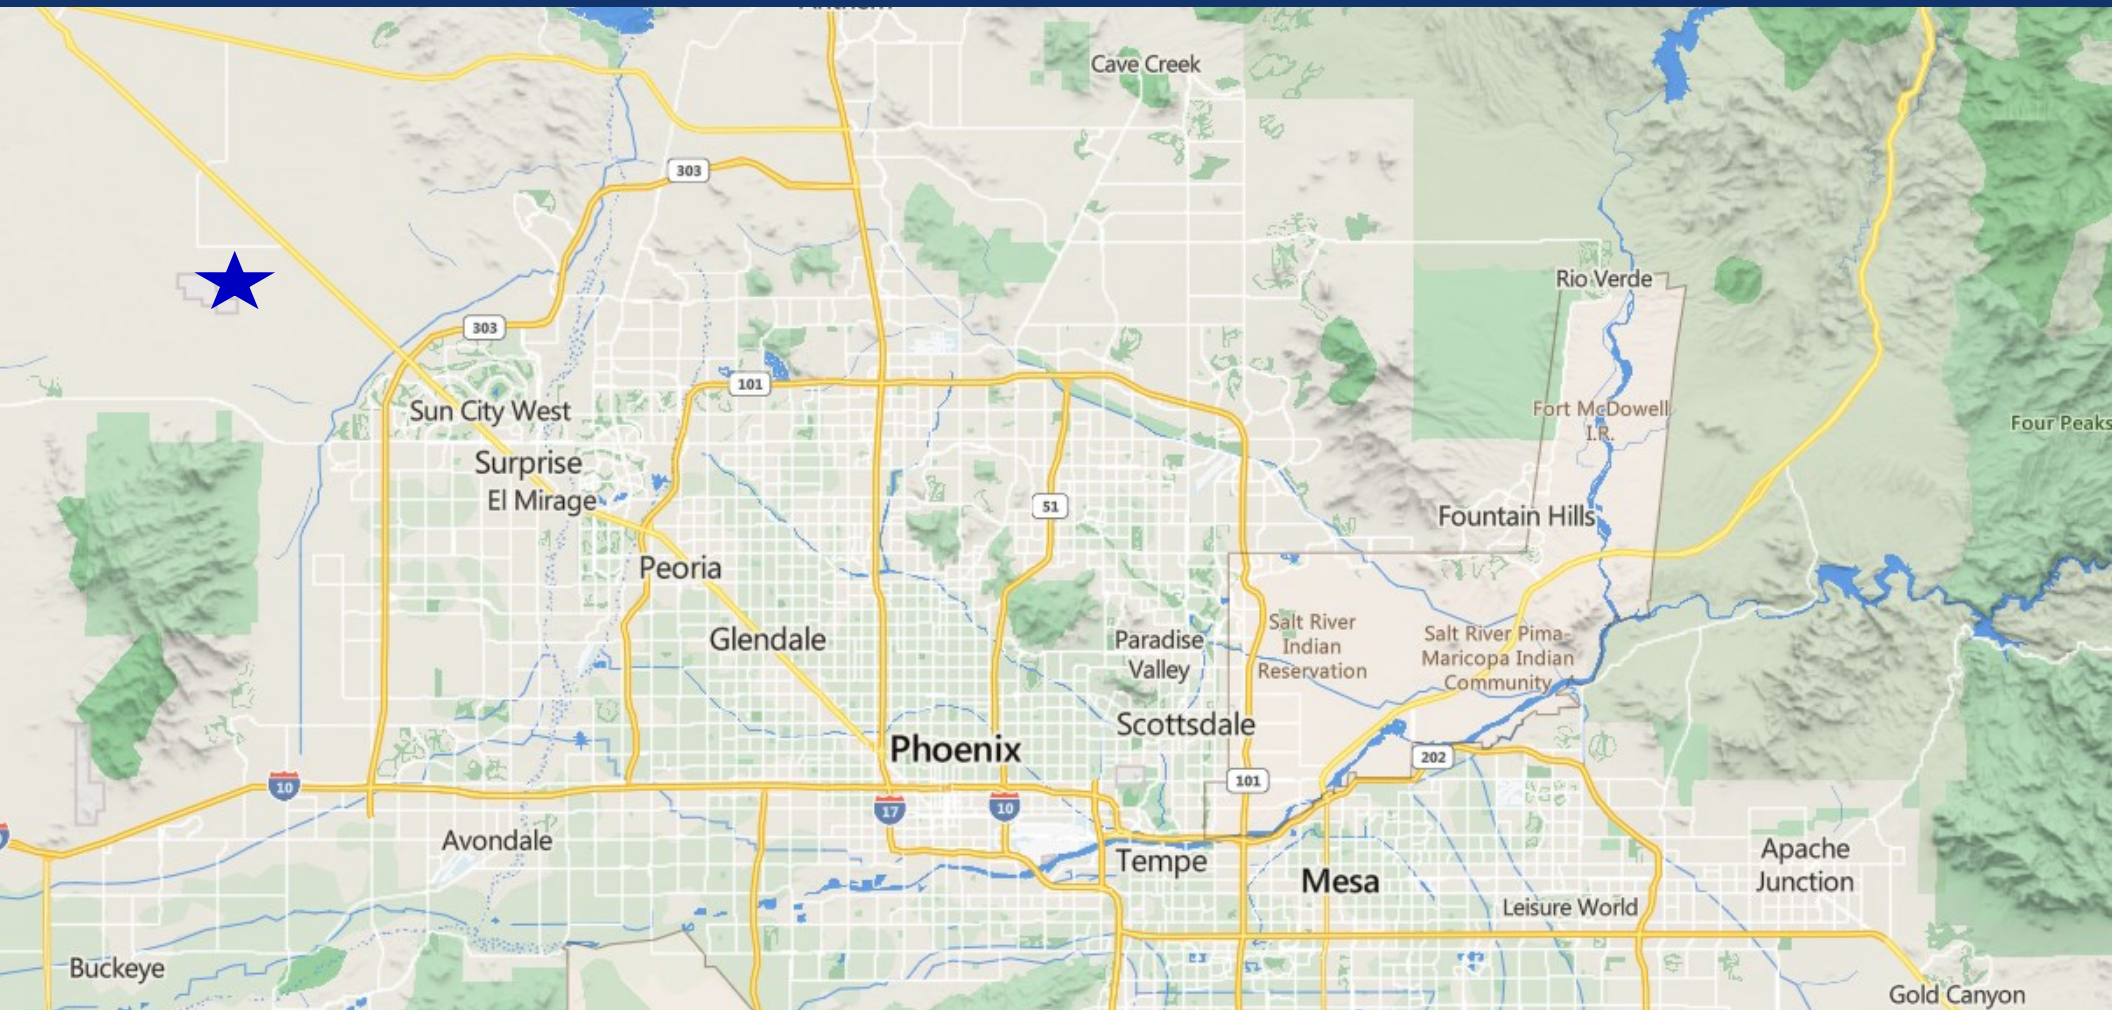 Anthem
Cave Creek
303
Rio Verde
303
101
Sun City West
Fort McDowell
I.R.
Four Peaks
Surprise
El Mirage
51
Fountain Hills
Peoria
Glendale
Paradise
Valley
Salt River
Indian
Reservation
Salt River Pima-
Maricopa Indian
Community
Scottsdale
Phoenix
202
10
101
17
10
Avondale
Tempe
Mesa
Apache
Junction
Leisure World
Buckeye
Gold Canyon